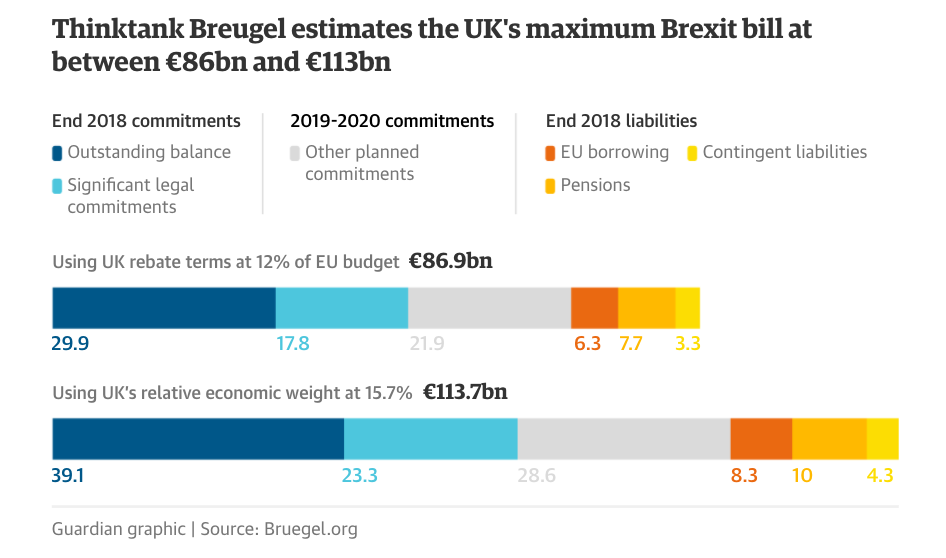 Thinktank Breugel estimates the UK's maximum Brexit bill at
between €86bn and €113bn
End 2018 commitments
Outstanding balance
Significant legal
commitments
2019-2020 commitments
Other planned
commitments
End 2018 liabilities
EU borrowing
Contingent liabilities
Pensions
Using UK rebate terms at 12% of EU budget €86.9bn
29.9 17.8 21.9 6.3 7.7 3.3
Using UK's relative economic weight at 15.7% €113.7bn
39.1 23.3 28.6 8.3 10 4.3
Guardian graphic | Source: Bruegel.org